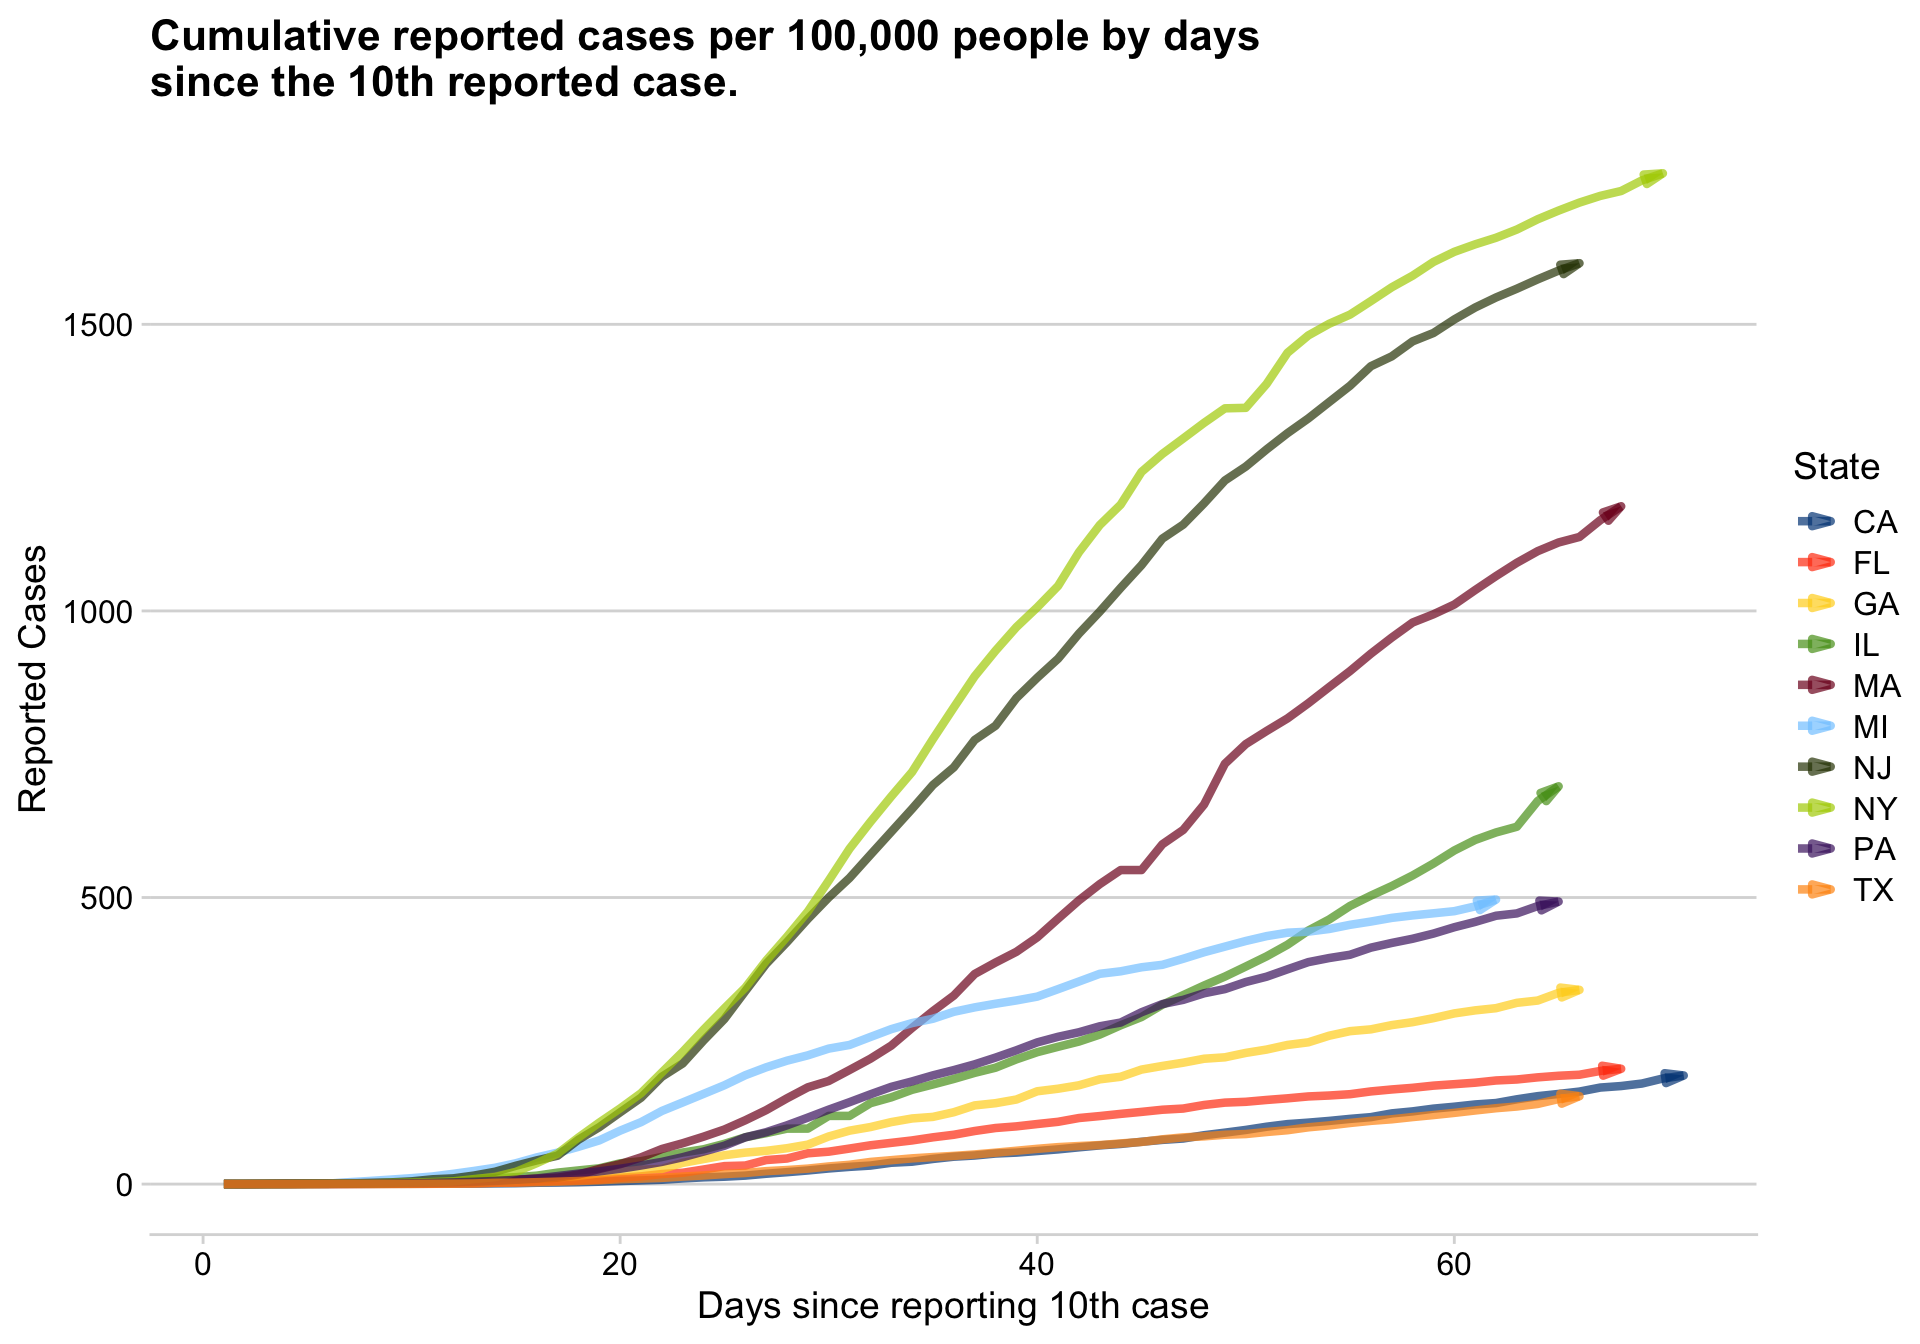 Cumulative reported cases per 100,000 people by days
since the 10th reported case.
Reported Cases
1500
1000
500
0
0
20
40
60
Days since reporting 10th case
State
CA
FL
GA
IL
MA
MI
NJ
NY
PA
TX